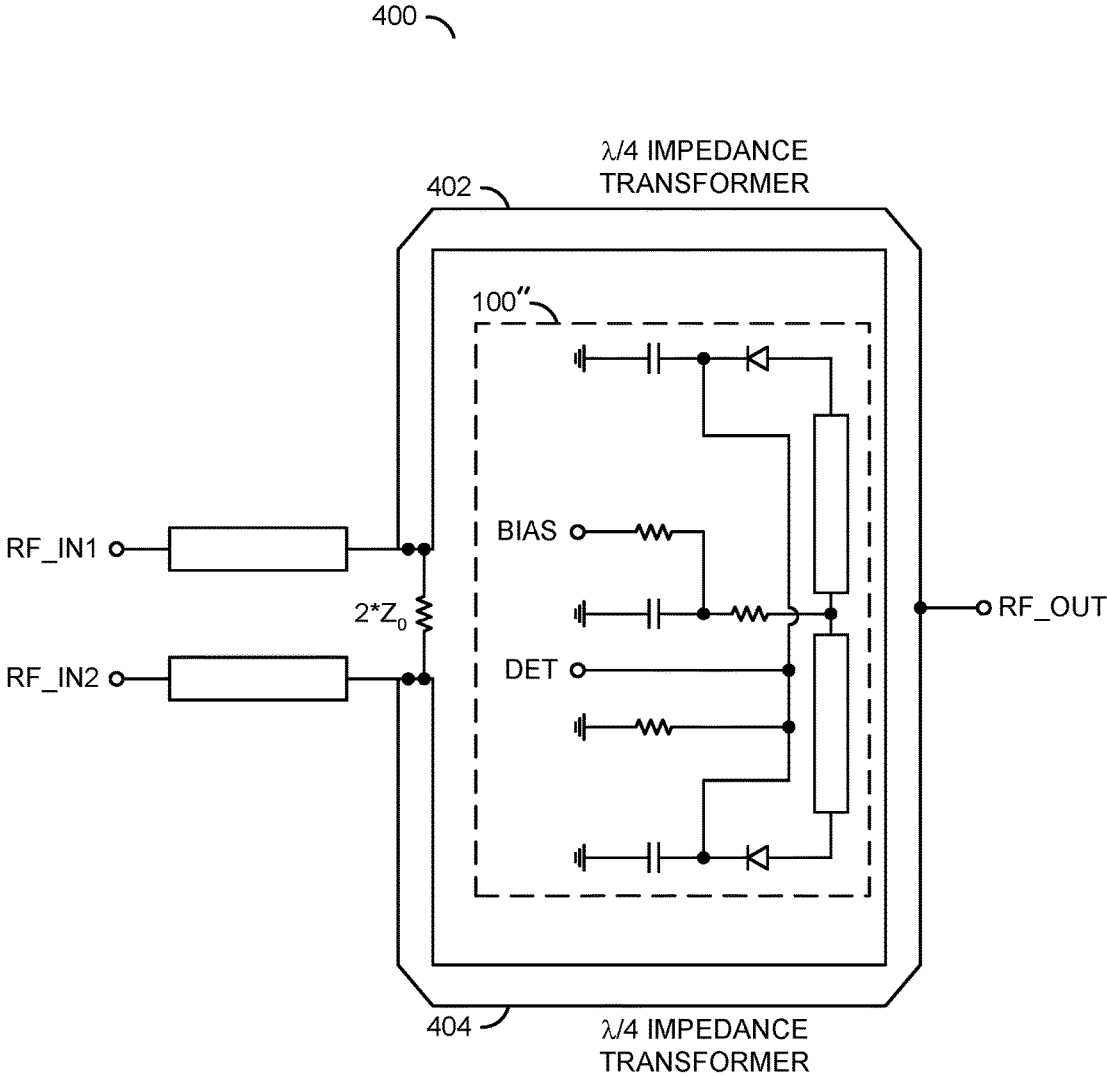 400
λ/4 IMPEDANCE
TRANSFORMER
402
100″
BIAS
RF_IN1
2*Z₀
RF_OUT
DET
RF_IN2
404
λ/4 IMPEDANCE
TRANSFORMER